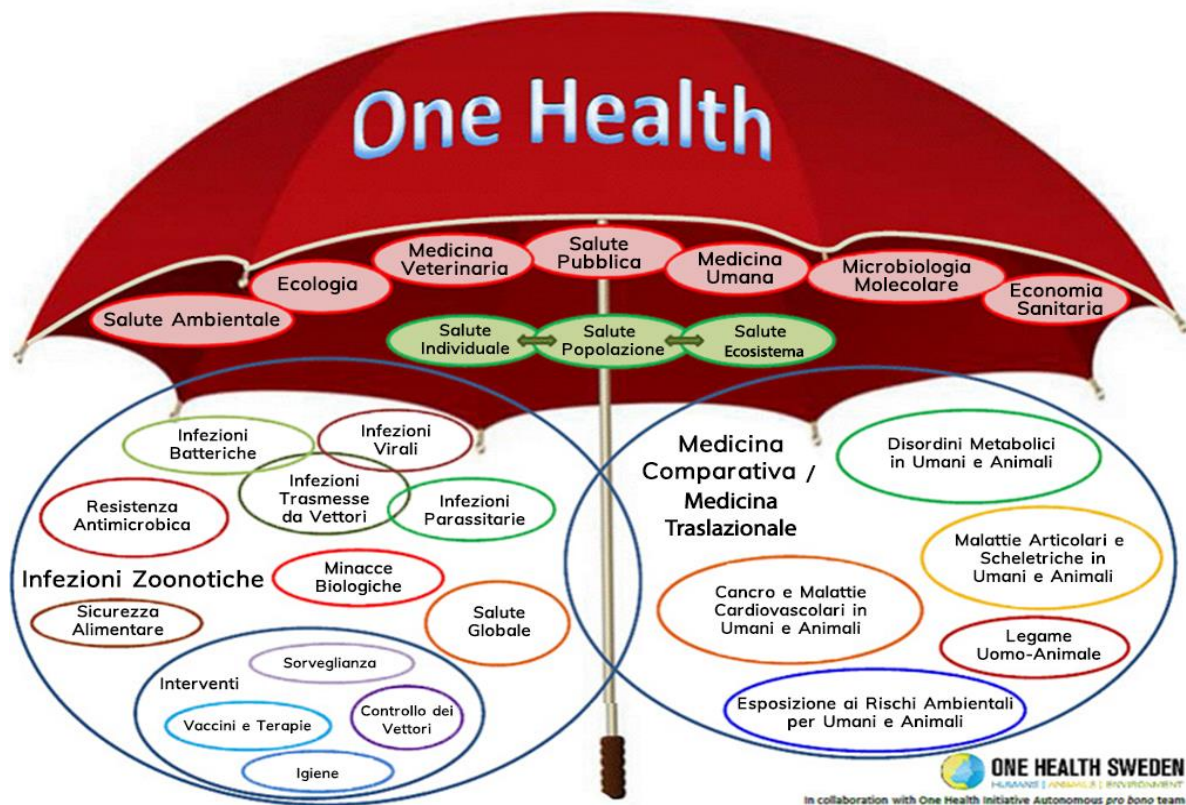 One Health
Salute Ambientale
Ecologia
Medicina
Veterinaria
Salute
Pubblica
Medicina
Umana
Microbiologia
Molecolare
Economia
Sanitaria
Salute
Individuale
Salute
Popolazione
Salute
Ecosistema
Infezioni
Batteriche
Infezioni
Virali
Infezioni
Trasmesse
da Vettori
Infezioni
Parassitarie
Resistenza
Antimicrobica
Infezioni Zoonotiche
Minacce
Biologiche
Sicurezza
Alimentare
Salute
Globale
Interventi
Sorveglianza
Vaccini e Terapie
Controllo dei
Vettori
Igiene
Medicina
Comparativa /
Medicina
Traslazionale
Disordini Metabolici
in Umani e Animali
Malattie Articolari e
Scheletriche in
Umani e Animali
Cancro e Malattie
Cardiovascolari in
Umani e Animali
Legame
Uomo-Animale
Esposizione ai Rischi Ambientali
per Umani e Animali
ONE HEALTH SWEDEN
HUMANS | ANIMALS | ENVIRONMENT
In collaboration with One Health Initiative Autonomous pro bono team